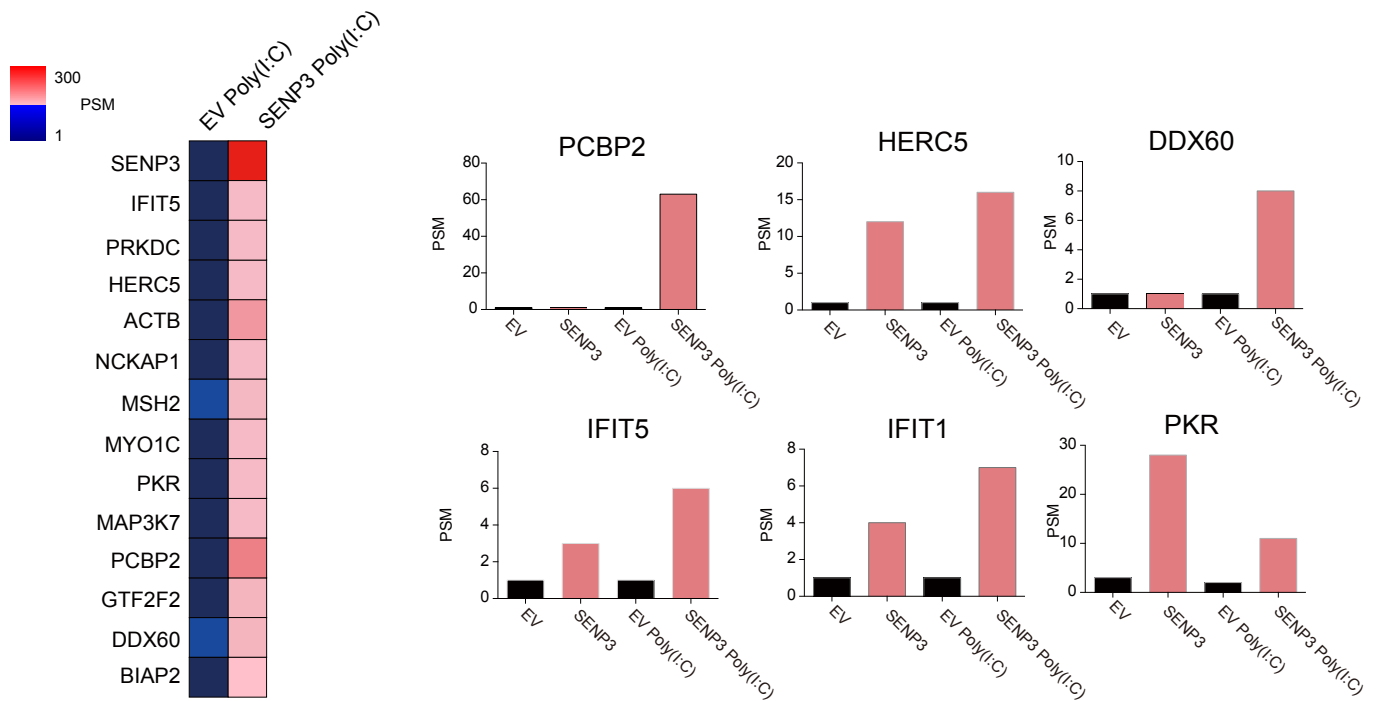 300
PSM
1
EV Poly(I:C)
SENP3 Poly(I:C)
SENP3
IFIT5
PRKDC
HERC5
ACTB
NCKAP1
MSH2
MYO1C
PKR
MAP3K7
PCBP2
GTF2F2
DDX60
BIAP2
PCBP2
80
60
40
20
0
PSM
EV
SENP3
EV Poly(I:C)
SENP3 Poly(I:C)
HERC5
20
15
10
5
0
PSM
EV
SENP3
EV Poly(I:C)
SENP3 Poly(I:C)
DDX60
10
8
6
4
2
0
PSM
EV
SENP3
EV Poly(I:C)
SENP3 Poly(I:C)
IFIT5
8
6
4
2
0
PSM
EV
SENP3
EV Poly(I:C)
SENP3 Poly(I:C)
IFIT1
8
6
4
2
0
PSM
EV
SENP3
EV Poly(I:C)
SENP3 Poly(I:C)
PKR
30
20
10
0
PSM
EV
SENP3
EV Poly(I:C)
SENP3 Poly(I:C)